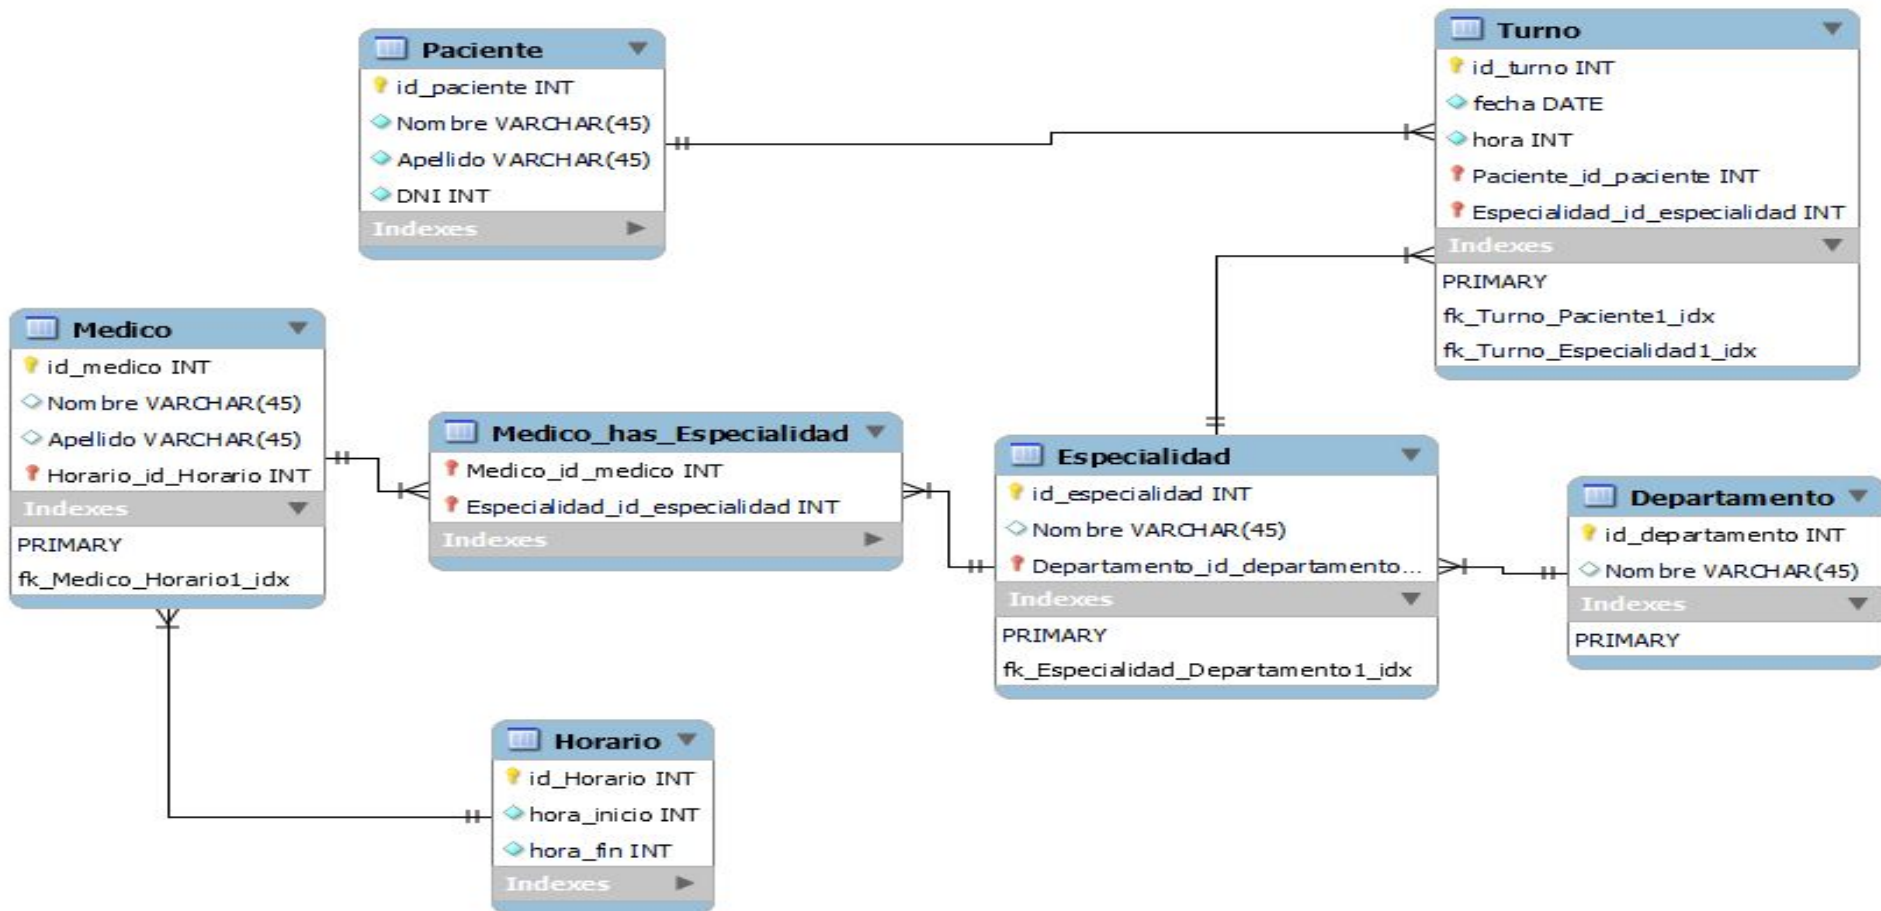 Paciente
id_paciente INT
Nombre VARCHAR(45)
Apellido VARCHAR(45)
DNI INT
Indexes
Turno
id_turno INT
fecha DATE
hora INT
Paciente_id_paciente INT
Especialidad_id_especialidad INT
Indexes
PRIMARY
fk_Turno_Paciente1_idx
fk_Turno_Especialidad1_idx
Medico
id_medico INT
Nombre VARCHAR(45)
Apellido VARCHAR(45)
Horario_id_Horario INT
Indexes
PRIMARY
fk_Medico_Horario1_idx
Medico_has_Especialidad
Medico_id_medico INT
Especialidad_id_especialidad INT
Indexes
Especialidad
id_especialidad INT
Nombre VARCHAR(45)
Departamento_id_departamento...
Indexes
PRIMARY
fk_Especialidad_Departamento1_idx
Departamento
id_departamento INT
Nombre VARCHAR(45)
Indexes
PRIMARY
Horario
id_Horario INT
hora_inicio INT
hora_fin INT
Indexes